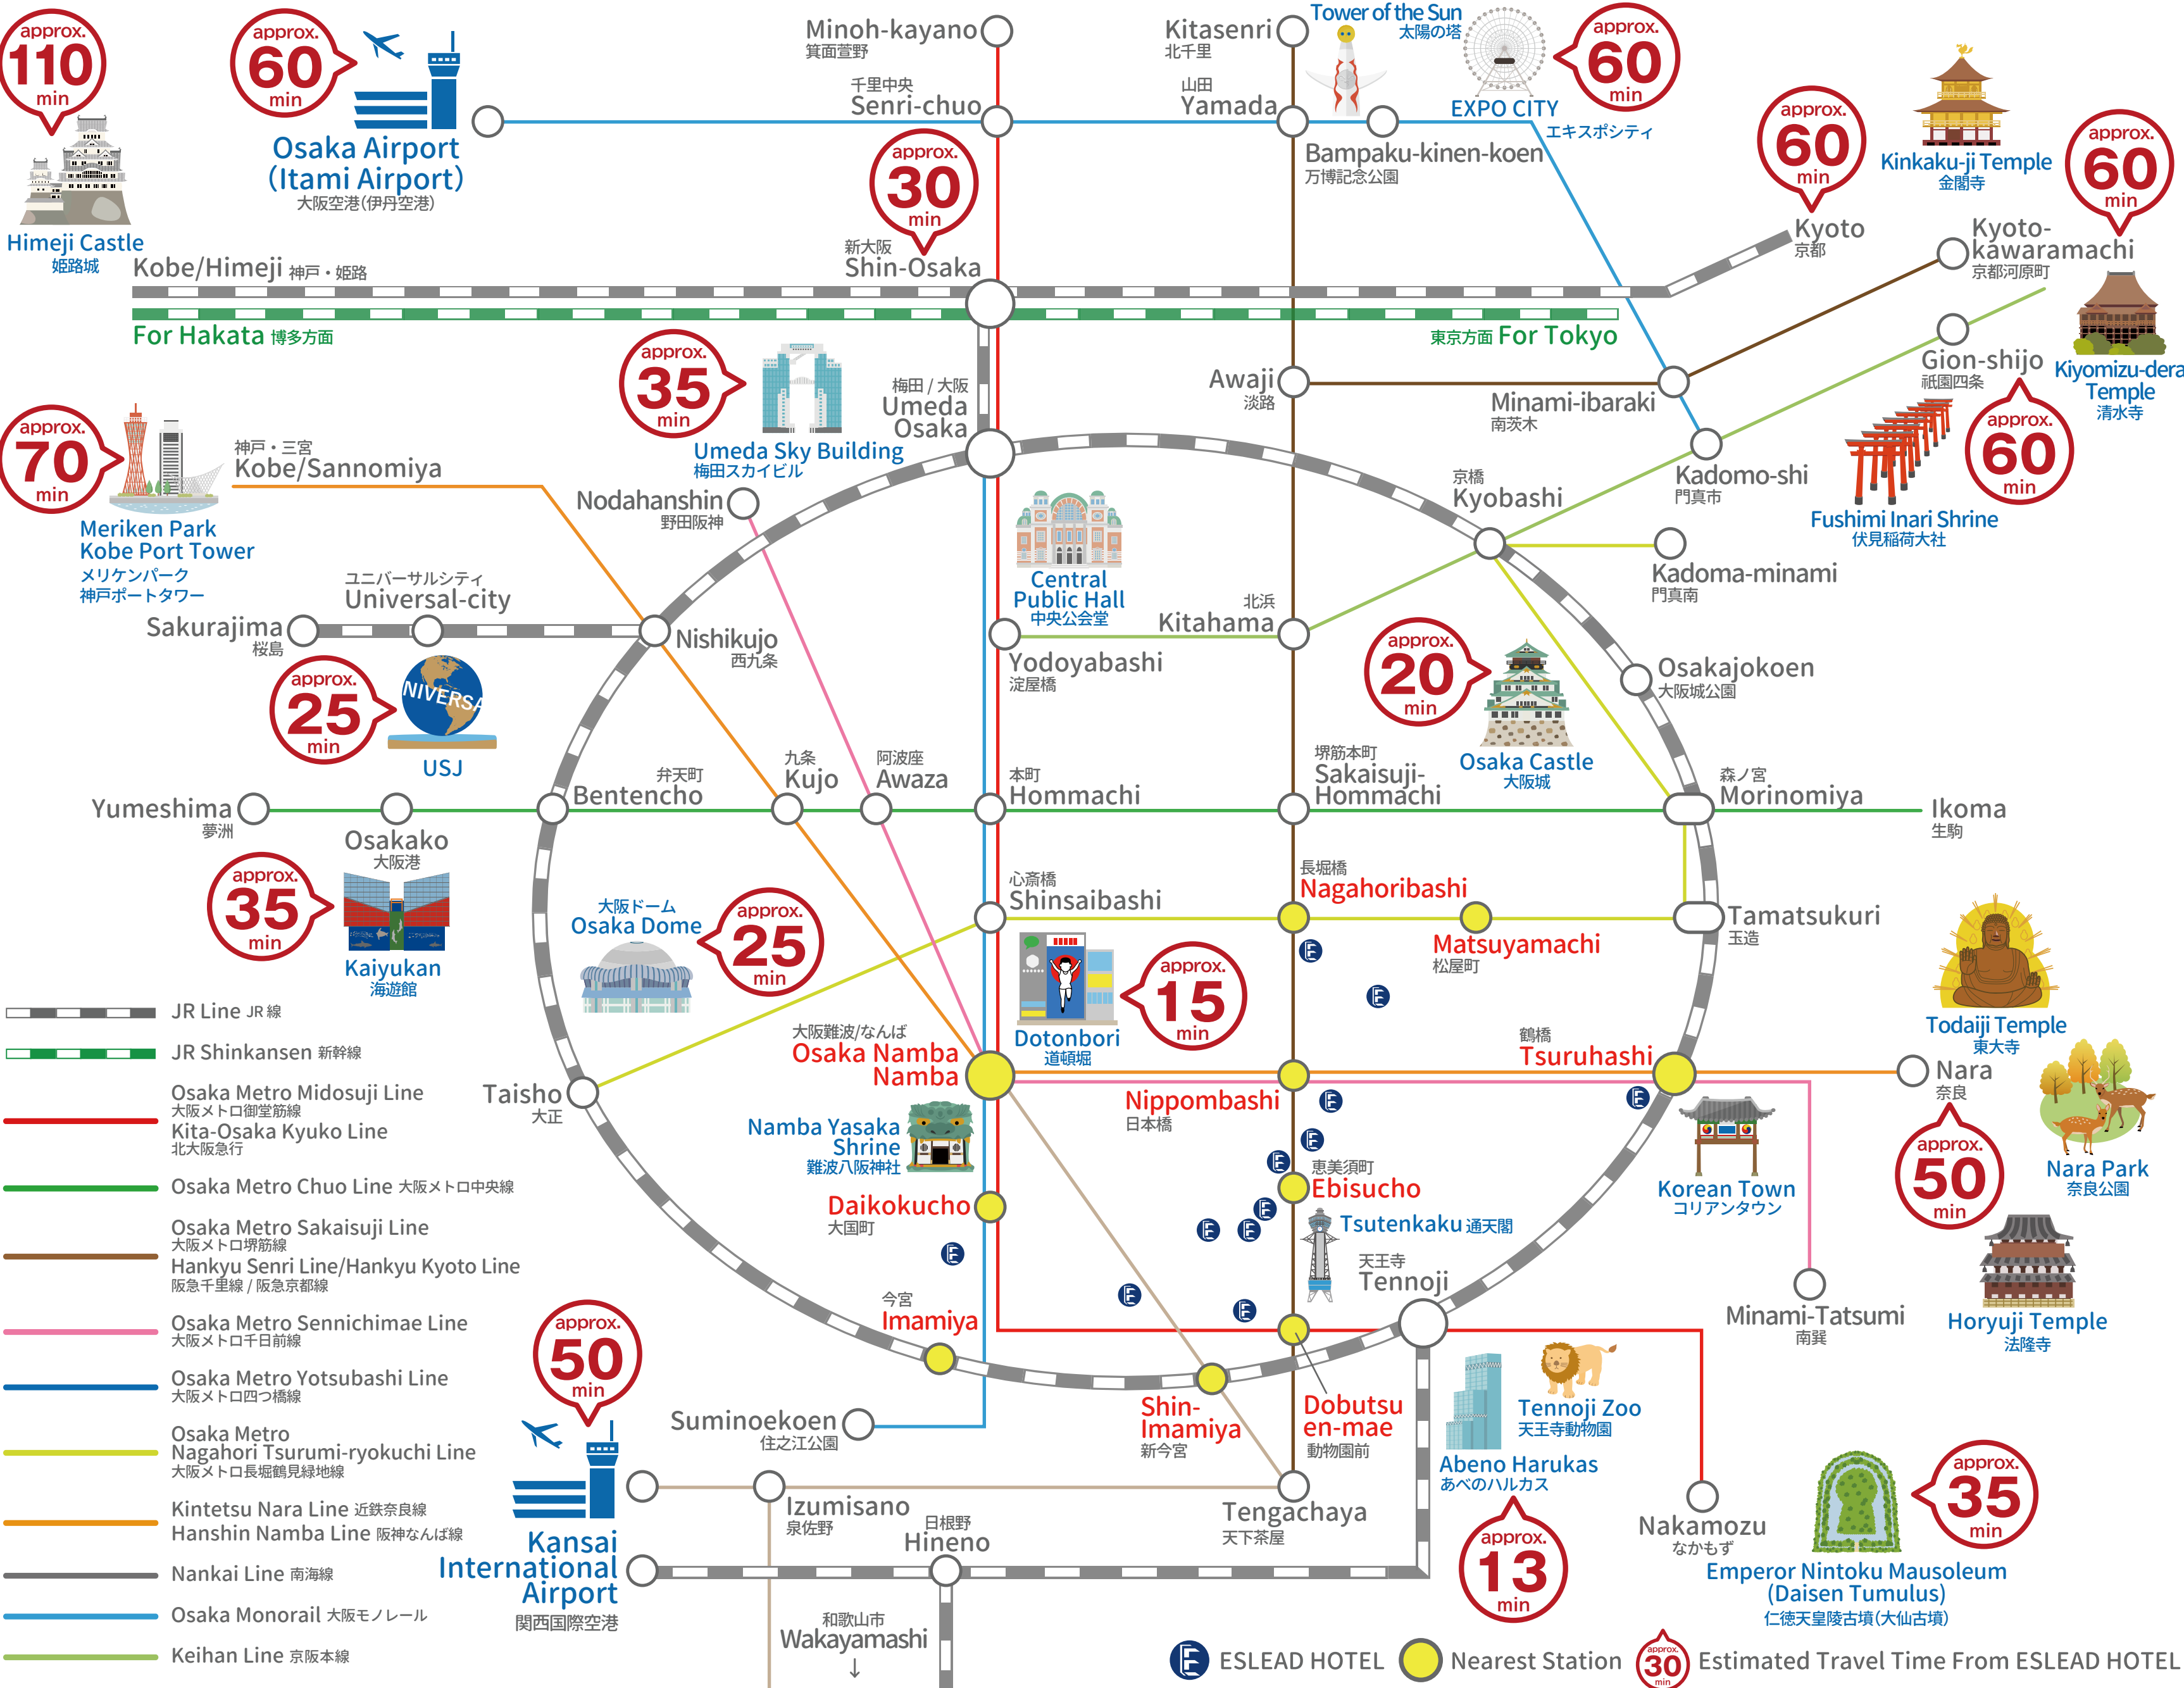 approx.
110
min
Himeji Castle
姫路城
approx.
60
min
Osaka Airport
(Itami Airport)
大阪空港(伊丹空港)
Minoh-kayano
箕面萱野
千里中央
Senri-chuo
Kitasenri
北千里
山田
Yamada
Tower of the Sun
太陽の塔
EXPO CITY
エキスポシティ
approx.
60
min
Bampaku-kinen-koen
万博記念公園
approx.
30
min
新大阪
Shin-Osaka
approx.
60
min
Kyoto
京都
Kinkaku-ji Temple
金閣寺
approx.
60
min
Kyoto-
kawaramachi
京都河原町
Kobe/Himeji 神戸・姫路
For Hakata 博多方面
東京方面 For Tokyo
Gion-shijo
祇園四条
Kiyomizu-dera
Temple
清水寺
approx.
60
min
Fushimi Inari Shrine
伏見稲荷大社
approx.
35
min
Umeda Sky Building
梅田スカイビル
梅田 / 大阪
Umeda
Osaka
Awaji
淡路
Minami-ibaraki
南茨木
Kadomo-shi
門真市
approx.
70
min
Meriken Park
Kobe Port Tower
メリケンパーク
神戸ポートタワー
神戸・三宮
Kobe/Sannomiya
Nodahanshin
野田阪神
京橋
Kyobashi
Kadoma-minami
門真南
Central
Public Hall
中央公会堂
ユニバーサルシティ
Universal-city
Sakurajima
桜島
Nishikujo
西九条
北浜
Kitahama
Yodoyabashi
淀屋橋
approx.
25
min
NIVERSA
USJ
approx.
20
min
Osaka Castle
大阪城
Osakajokoen
大阪城公園
Yumeshima
夢洲
Osakako
大阪港
弁天町
Bentencho
九条
Kujo
阿波座
Awaza
本町
Hommachi
堺筋本町
Sakaisuji-
Hommachi
森ノ宮
Morinomiya
Ikoma
生駒
approx.
35
min
Kaiyukan
海遊館
大阪ドーム
Osaka Dome
approx.
25
min
心斎橋
Shinsaibashi
長堀橋
Nagahoribashi
Matsuyamachi
松屋町
Tamatsukuri
玉造
approx.
15
min
Dotonbori
道頓堀
大阪難波/なんば
Osaka Namba
Namba
Nippombashi
日本橋
鶴橋
Tsuruhashi
Todaiji Temple
東大寺
Nara
奈良
approx.
50
min
Nara Park
奈良公園
Taisho
大正
Namba Yasaka
Shrine
難波八阪神社
Daikokucho
大国町
恵美須町
Ebisucho
Tsutenkaku 通天閣
Korean Town
コリアンタウン
Minami-Tatsumi
南巽
Horyuji Temple
法隆寺
天王寺
Tennoji
今宮
Imamiya
Shin-
Imamiya
新今宮
Dobutsu
en-mae
動物園前
Tennoji Zoo
天王寺動物園
Abeno Harukas
あべのハルカス
approx.
13
min
approx.
50
min
Kansai
International
Airport
関西国際空港
Suminoekoen
住之江公園
Izumisano
泉佐野
日根野
Hineno
Tengachaya
天下茶屋
和歌山市
Wakayamashi
↓
Nakamozu
なかもず
approx.
35
min
Emperor Nintoku Mausoleum
(Daisen Tumulus)
仁徳天皇陵古墳(大仙古墳)
JR Line JR 線
JR Shinkansen 新幹線
Osaka Metro Midosuji Line
大阪メトロ御堂筋線
Kita-Osaka Kyuko Line
北大阪急行
Osaka Metro Chuo Line 大阪メトロ中央線
Osaka Metro Sakaisuji Line
大阪メトロ堺筋線
Hankyu Senri Line/Hankyu Kyoto Line
阪急千里線 / 阪急京都線
Osaka Metro Sennichimae Line
大阪メトロ千日前線
Osaka Metro Yotsubashi Line
大阪メトロ四つ橋線
Osaka Metro
Nagahori Tsurumi-ryokuchi Line
大阪メトロ長堀鶴見緑地線
Kintetsu Nara Line 近鉄奈良線
Hanshin Namba Line 阪神なんば線
Nankai Line 南海線
Osaka Monorail 大阪モノレール
Keihan Line 京阪本線
ESLEAD HOTEL
Nearest Station
approx.
30
min
Estimated Travel Time From ESLEAD HOTEL